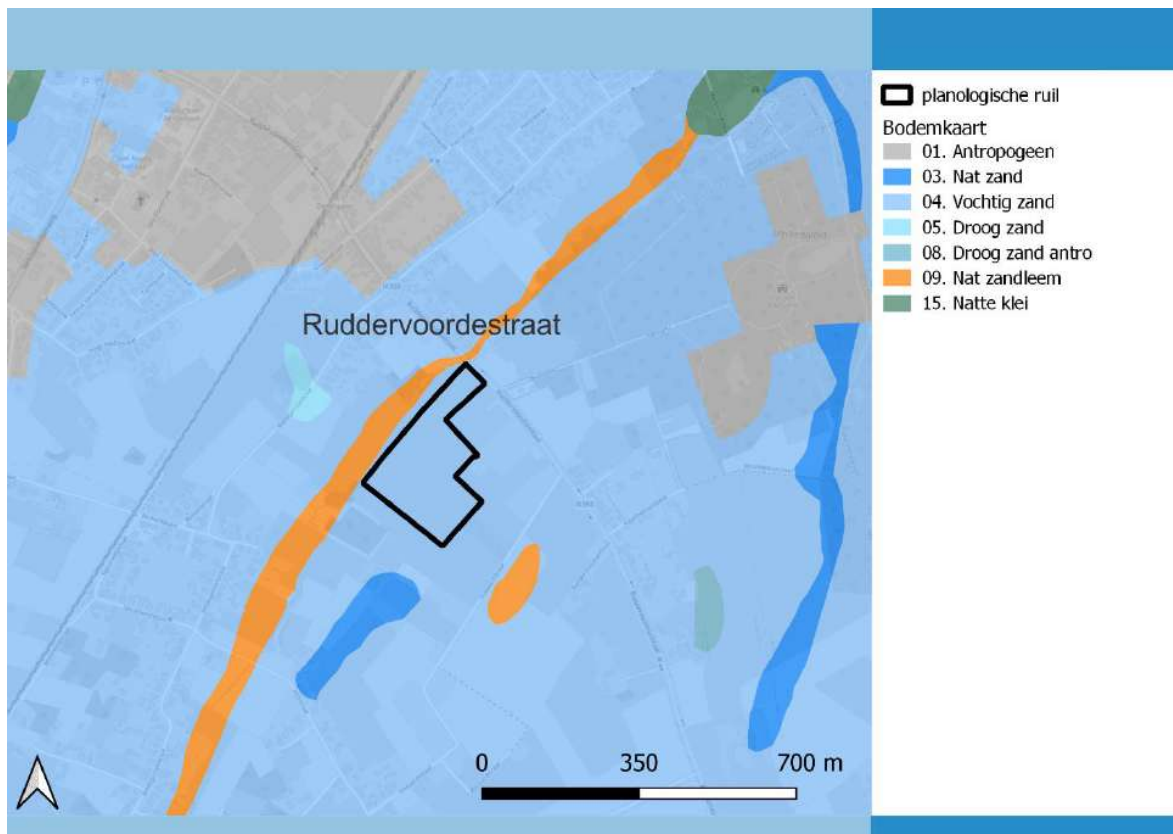 planologische ruil
Bodemkaart
01. Antropogeen
03. Nat zand
04. Vochtig zand
05. Droog zand
08. Droog zand antro
09. Nat zandleem
15. Natte klei
Ruddervoordestraat
0 350 700 m